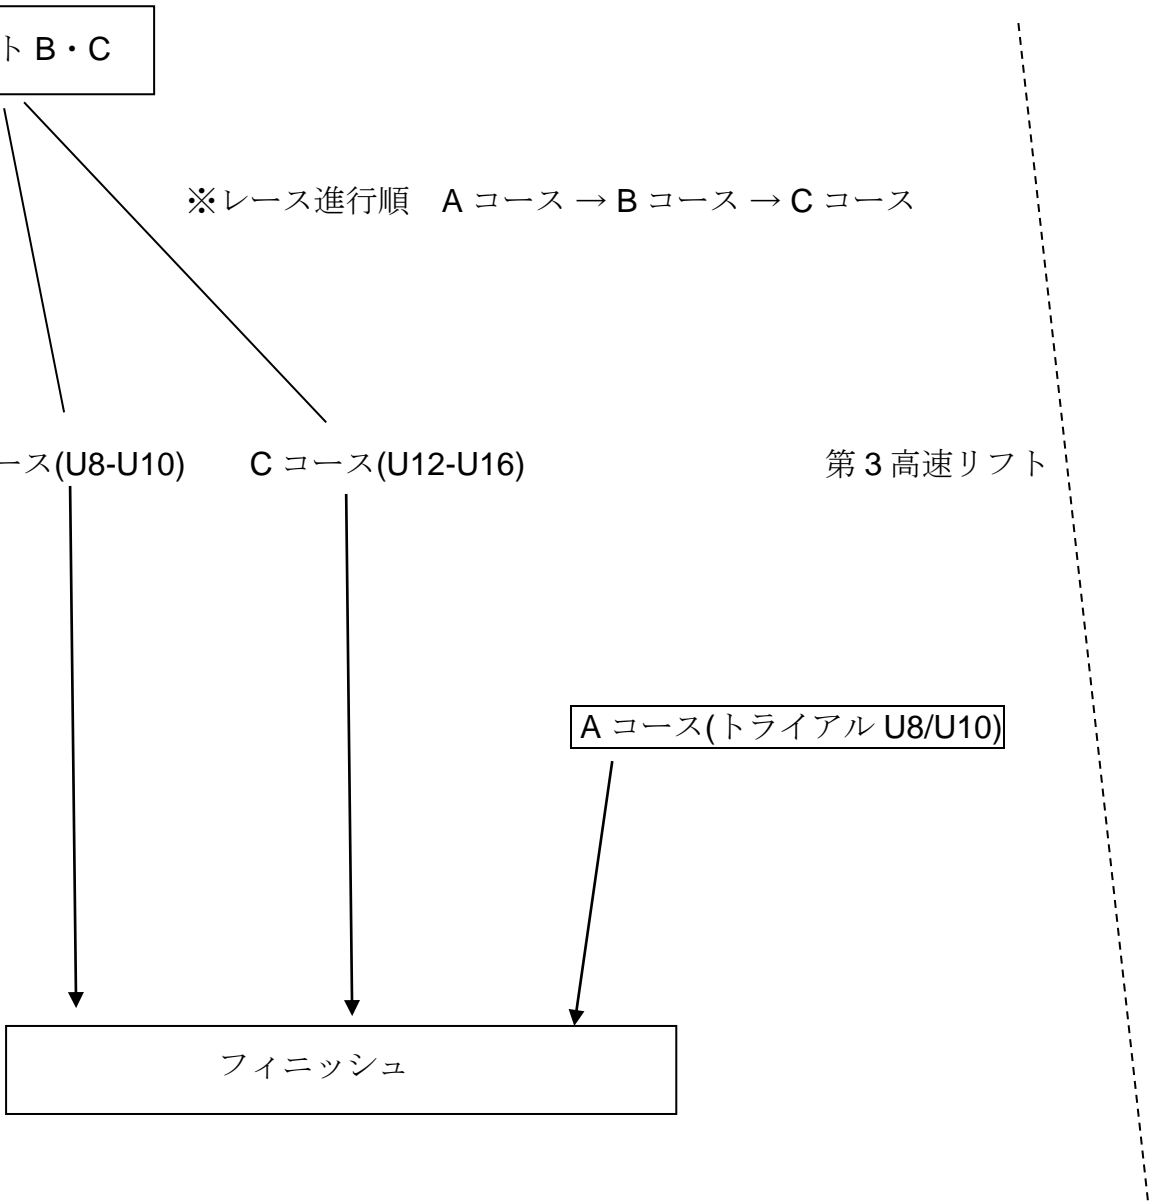 ト B・C
※レース進行順　A コース → B コース → C コース
ース(U8-U10)
C コース(U12-U16)
第 3 高速リフト
A コース(トライアル U8/U10)
フィニッシュ